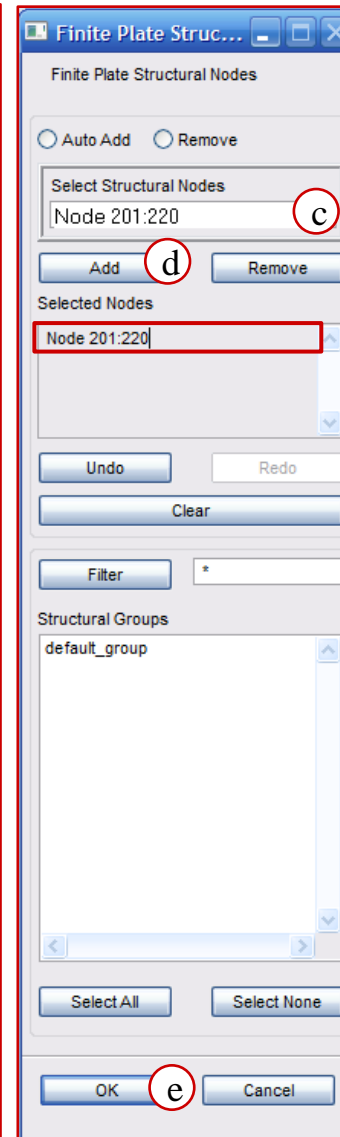 Finite Plate Struc...
Finite Plate Structural Nodes
Auto Add Remove
Select Structural Nodes
Node 201:220 c
Add d Remove
Selected Nodes
Node 201:220
Undo Redo
Clear
Filter *
Structural Groups
default_group
Select All Select None
OK e Cancel